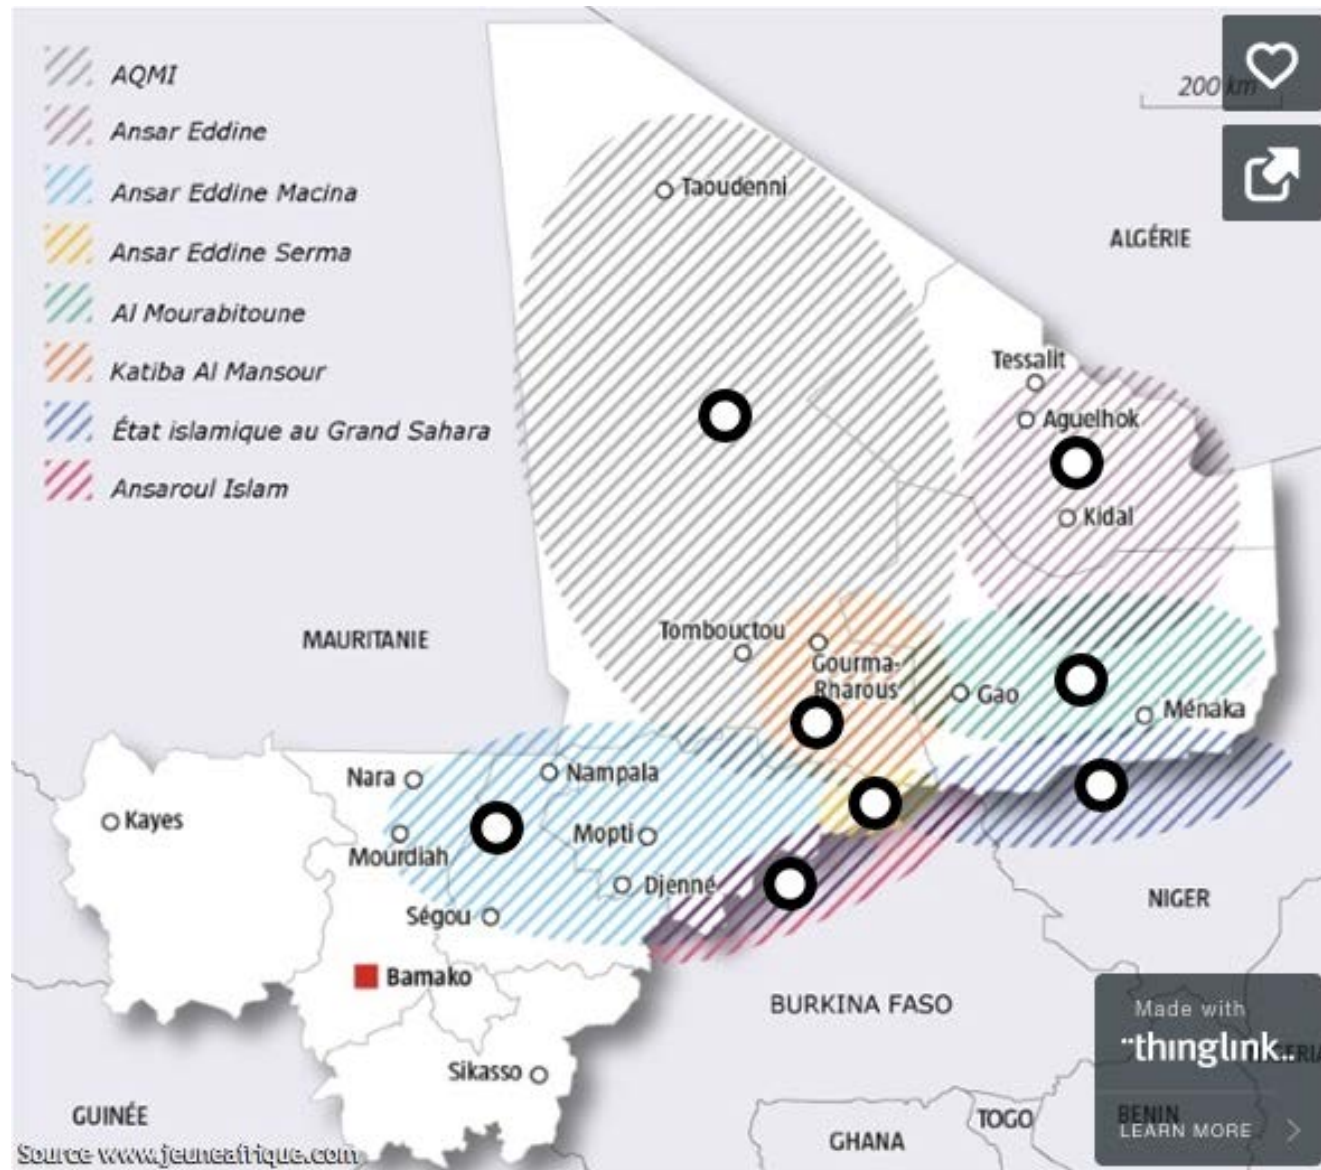 AQMI
Ansar Eddine
Ansar Eddine Macina
Ansar Eddine Serma
Al Mourabitoune
Katiba Al Mansour
État islamique au Grand Sahara
Ansaroul Islam
200 km
Taoudenni
ALGÉRIE
Tessalit
Aguelhok
Kidal
MAURITANIE
Tombouctou
Gourma-
Rharous
Gao
Ménaka
Nara
Nampala
Kayes
Mourdiah
Mopti
Djenné
Ségou
NIGER
Bamako
BURKINA FASO
Sikasso
Made with
thinglink..
GUINÉE
TOGO
BENIN
LEARN MORE
GHANA
Source www.jeuneafrique.com